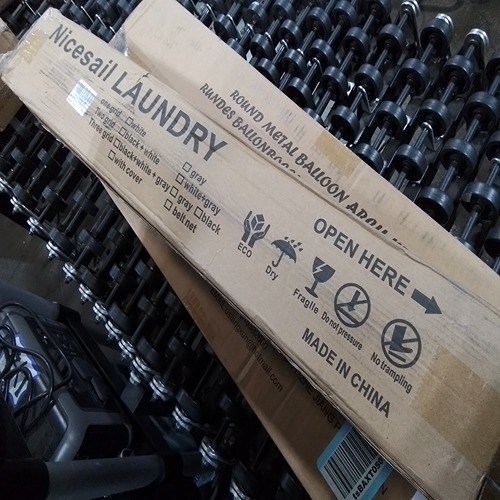 Nicesail LAUNDRY
one grid □white
Two grid □black + white □gray
Three grid □black+white + gray □white+gray
□gray □black
□with cover □belt net
ROUND METAL BALLOON
RUNDES
OPEN HERE
ECO
Dry
Fragile
Do not pressure
No trampling
MADE IN CHINA